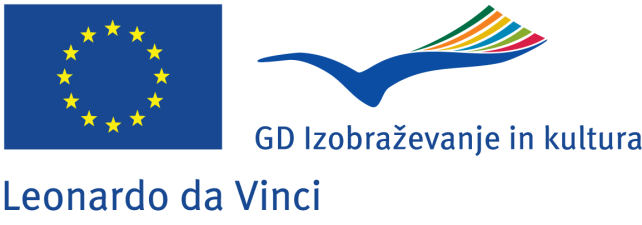 GD Izobraževanje in kultura
Leonardo da Vinci